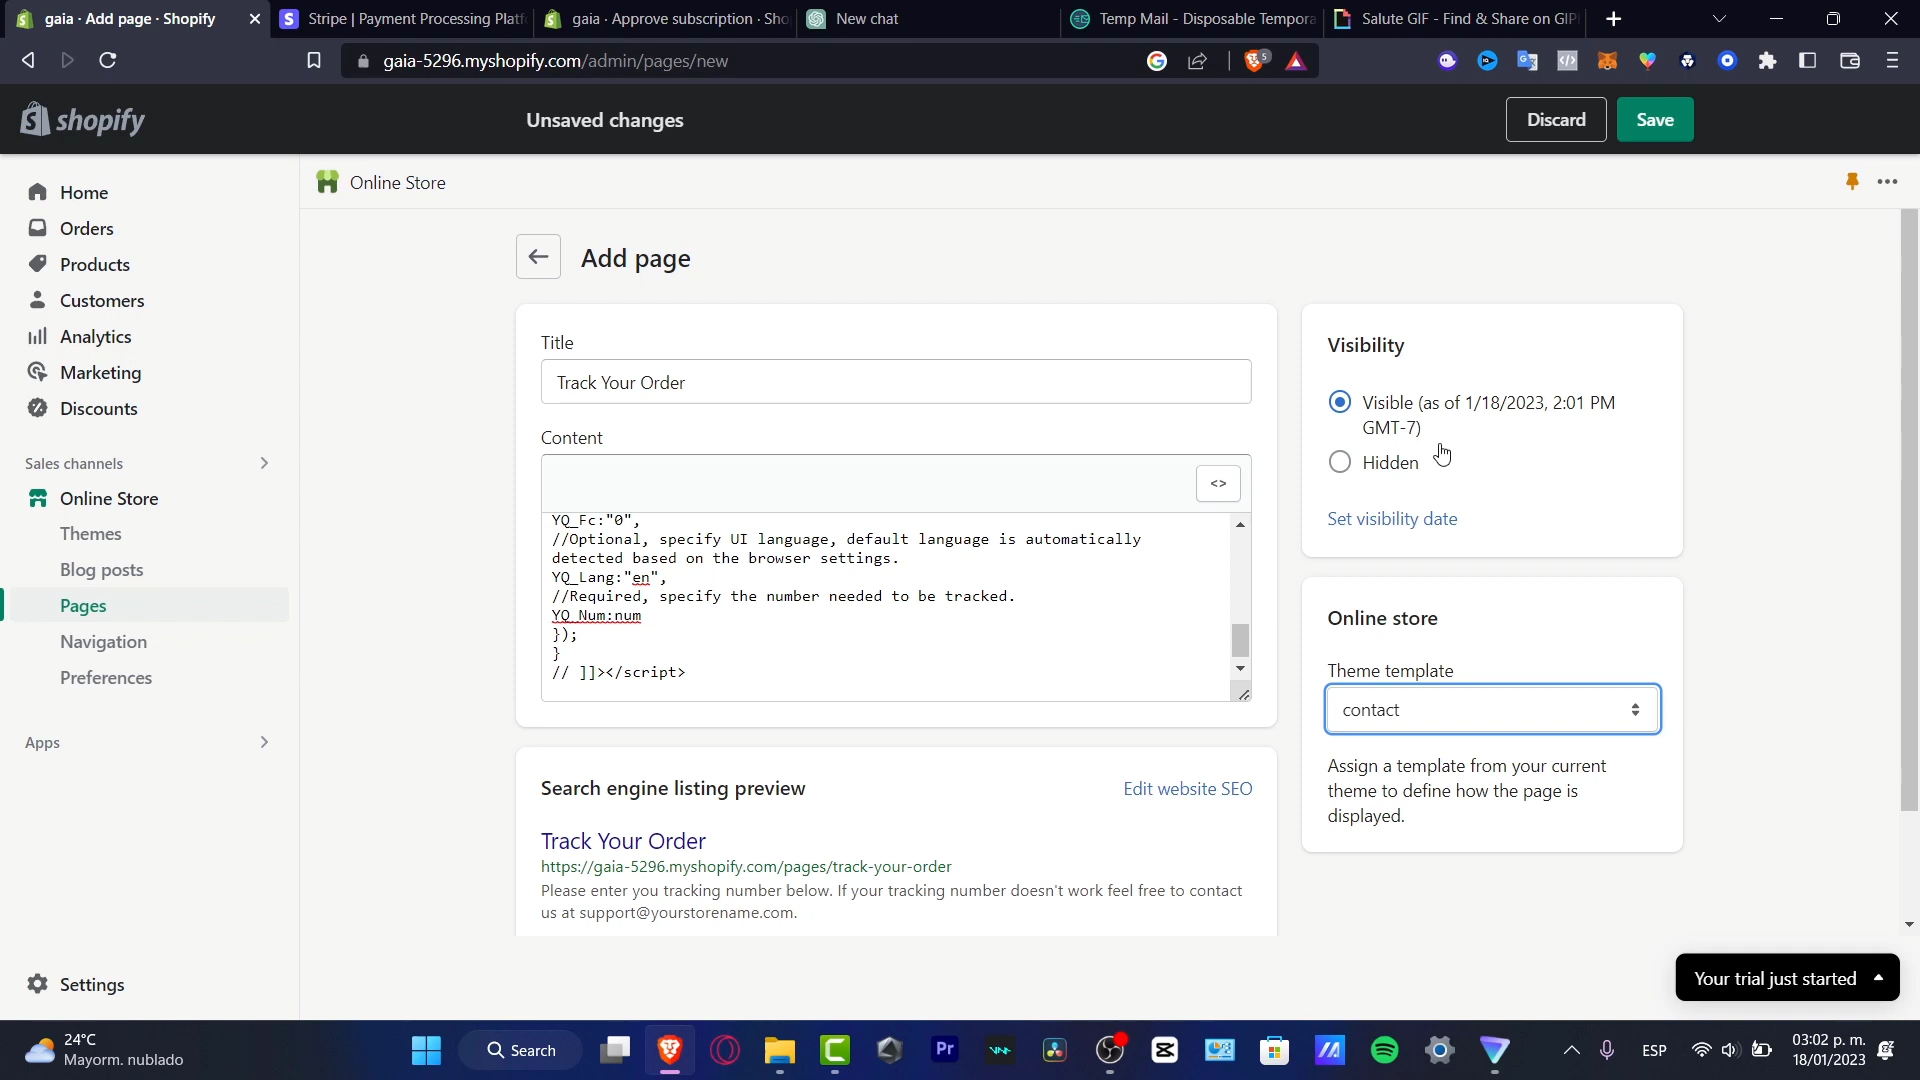 gaia · Add page · Shopify
Stripe | Payment Processing Platf
gaia · Approve subscription · Sho
New chat
Temp Mail - Disposable Tempora
Salute GIF - Find & Share on GIP
gaia-5296.myshopify.com/admin/pages/new
5
shopify
Unsaved changes
Discard
Save
Home
Orders
Products
Customers
Analytics
Marketing
Discounts
Sales channels
Online Store
Themes
Blog posts
Pages
Navigation
Preferences
Apps
Settings
Online Store
Add page
Title
Track Your Order
Content
<>
YQ_Fc:"0",
//Optional, specify UI language, default language is automatically
detected based on the browser settings.
YQ_Lang:"en",
//Required, specify the number needed to be tracked.
YQ_Num:num
});
}
// ]]></script>
Search engine listing preview
Edit website SEO
Track Your Order
https://gaia-5296.myshopify.com/pages/track-your-order
Please enter you tracking number below. If your tracking number doesn't work feel free to contact
us at support@yourstorename.com.
Visibility
Visible (as of 1/18/2023, 2:01 PM
GMT-7)
Hidden
Set visibility date
Online store
Theme template
contact
Assign a template from your current
theme to define how the page is
displayed.
Your trial just started
24°C
Mayorm. nublado
Search
Pr
ESP
03:02 p. m.
18/01/2023